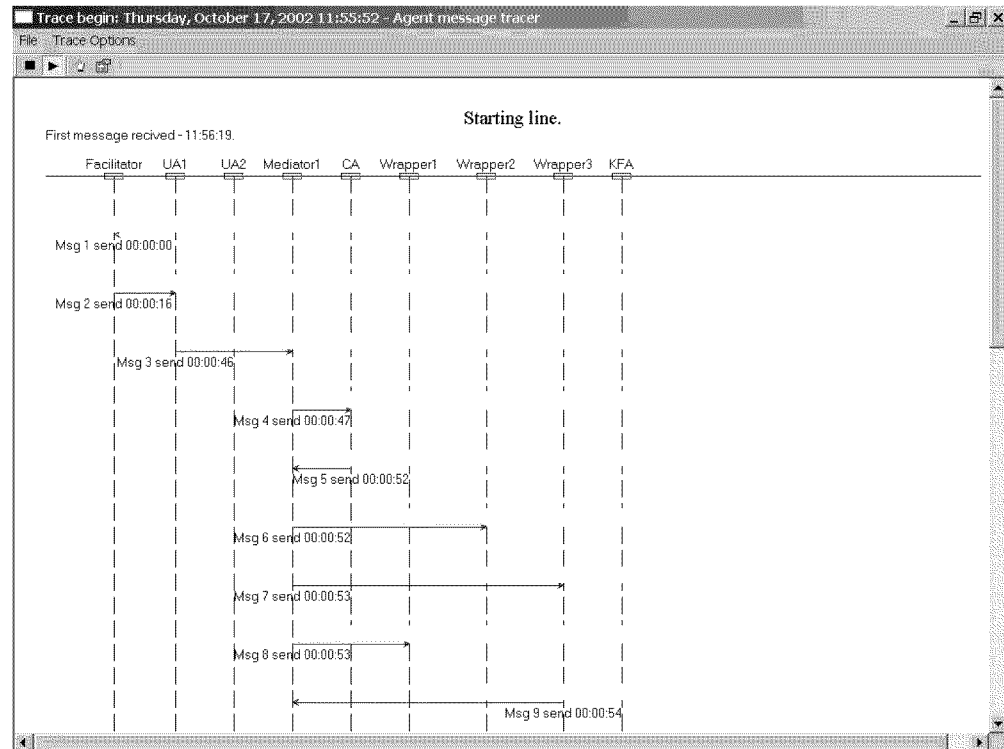 Trace begin: Thursday, October 17, 2002 11:55:52 - Agent message tracer
File Trace Options
Starting line.
First message recived - 11:56:19.
Facilitator UA1 UA2 Mediator1 CA Wrapper1 Wrapper2 Wrapper3 KFA
Msg 1 send 00:00:00
Msg 2 send 00:00:16
Msg 3 send 00:00:46
Msg 4 send 00:00:47
Msg 5 send 00:00:52
Msg 6 send 00:00:52
Msg 7 send 00:00:53
Msg 8 send 00:00:53
Msg 9 send 00:00:54